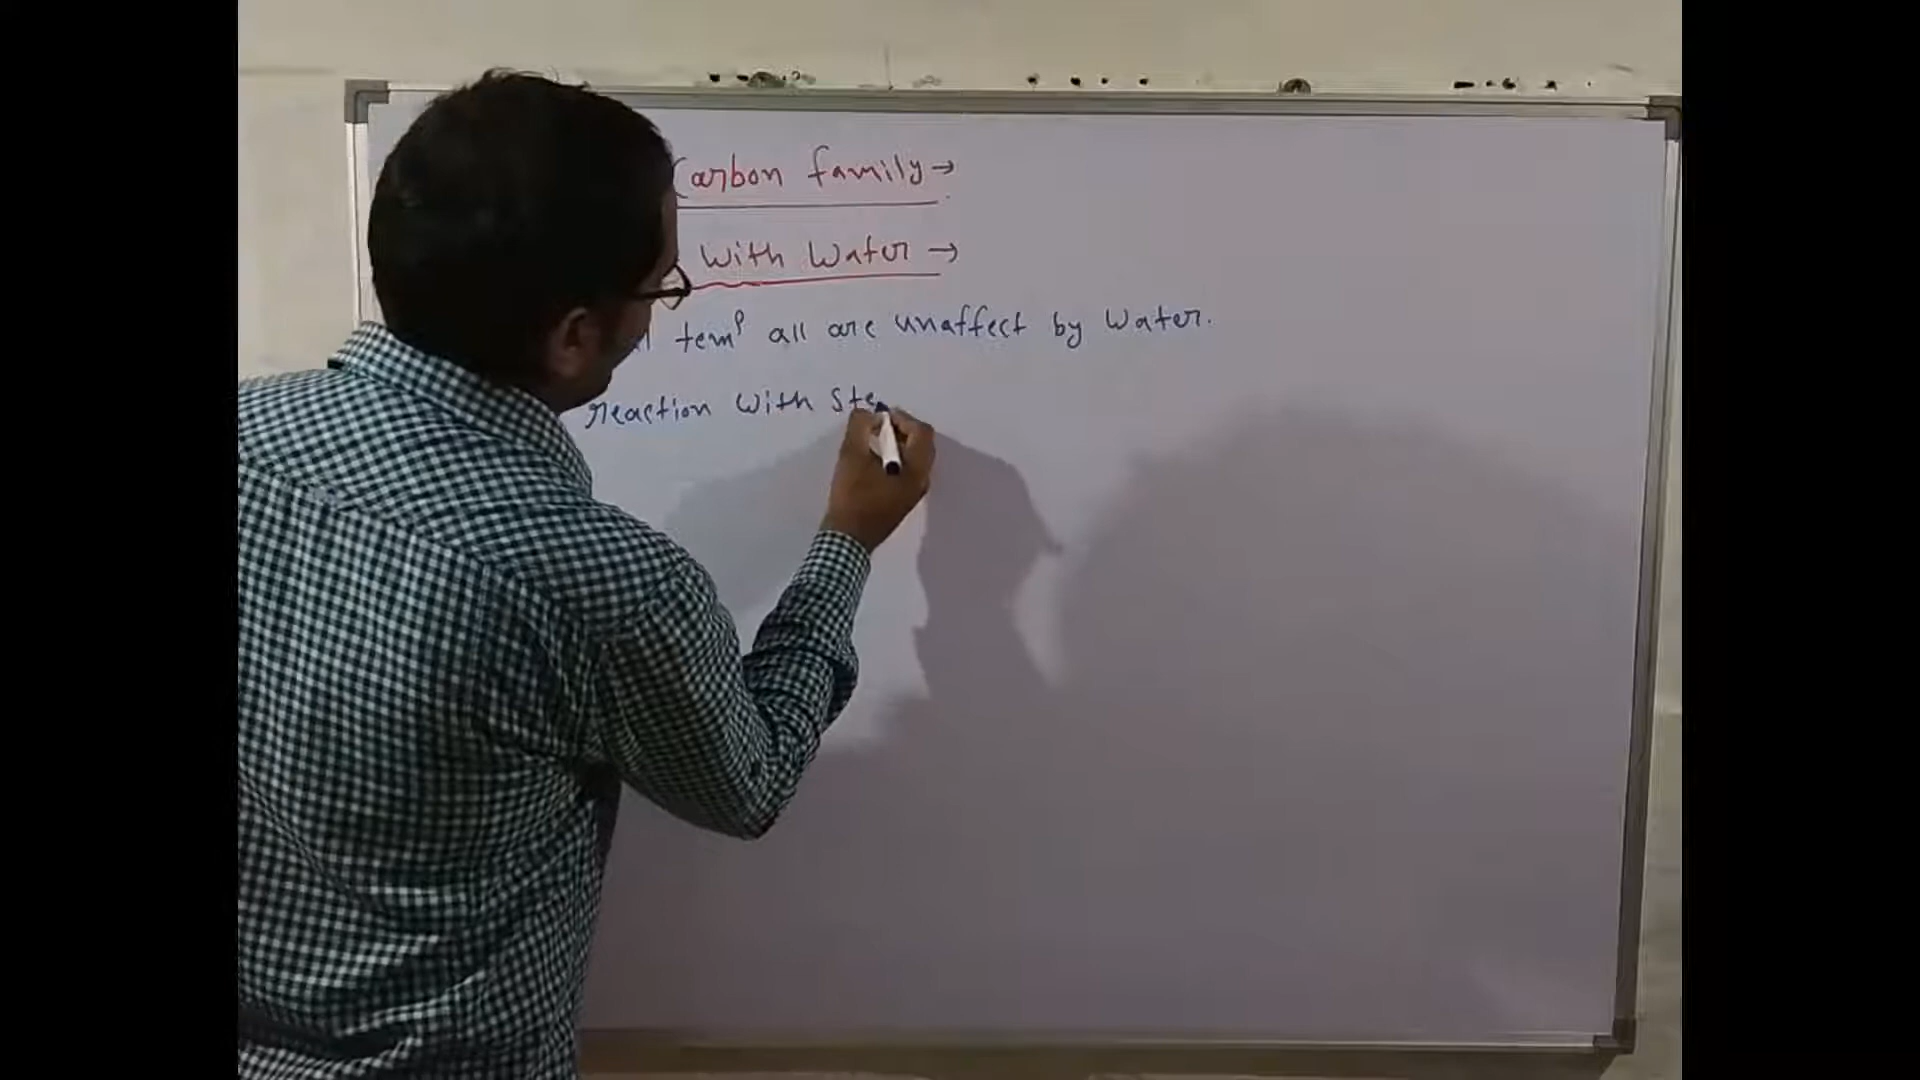 Carbon family →
With Water →
temp all are unaffect by water.
reaction with Ste